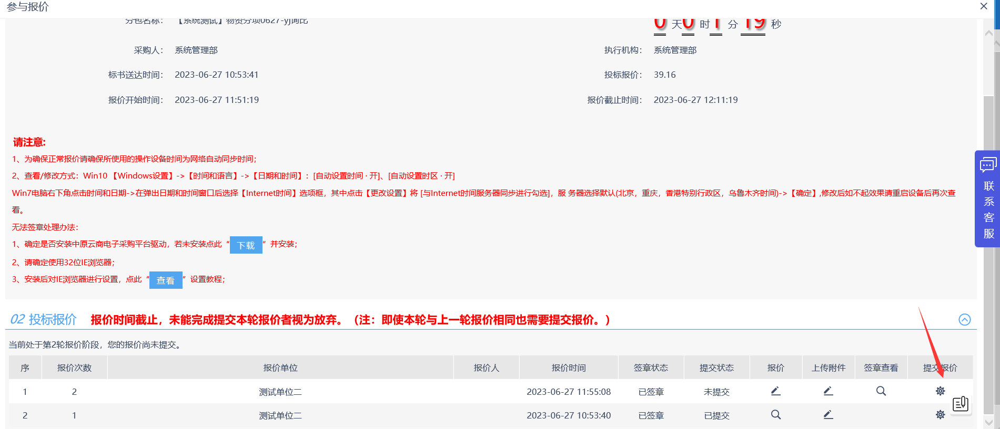 参与报价
分包名称： 【系统测试】物资分项0627-yj询比
0 天 0 时 1 分 19 秒
采购人： 系统管理部
执行机构： 系统管理部
标书送达时间： 2023-06-27 10:53:41
投标报价： 39.16
报价开始时间： 2023-06-27 11:51:19
报价截止时间： 2023-06-27 12:11:19
请注意:
1、为确保正常报价请确保所使用的操作设备时间为网络自动同步时间；
2、查看/修改方式：Win10 【Windows设置】->【时间和语言】->【日期和时间】：[自动设置时间 · 开]、[自动设置时区 · 开]
Win7电脑右下角点击时间和日期->在弹出日期和时间窗口后选择【Internet时间】选项框，其中点击【更改设置】将 [与Internet时间服务器同步进行勾选]，服 务器选择默认(北京，重庆，香港特别行政区，乌鲁木齐时间)->【确定】,修改后如不起效果请重启设备后再次查
看。
无法签章处理办法：
1、确定是否安装中原云商电子采购平台驱动，若未安装点此“ 下载 ”并安装；
2、请确定使用32位IE浏览器；
3、安装后对IE浏览器进行设置，点此“ 查看 ”设置教程；
联系客服
02 投标报价 报价时间截止，未能完成提交本轮报价者视为放弃。（注：即使本轮与上一轮报价相同也需要提交报价。）
当前处于第2轮报价阶段，您的报价尚未提交。
序 报价次数 报价单位 报价人 报价时间 签章状态 提交状态 报价 上传附件 签章查看 提交报价
1 2 测试单位二 2023-06-27 11:55:08 已签章 未提交
2 1 测试单位二 2023-06-27 10:53:40 已签章 已提交